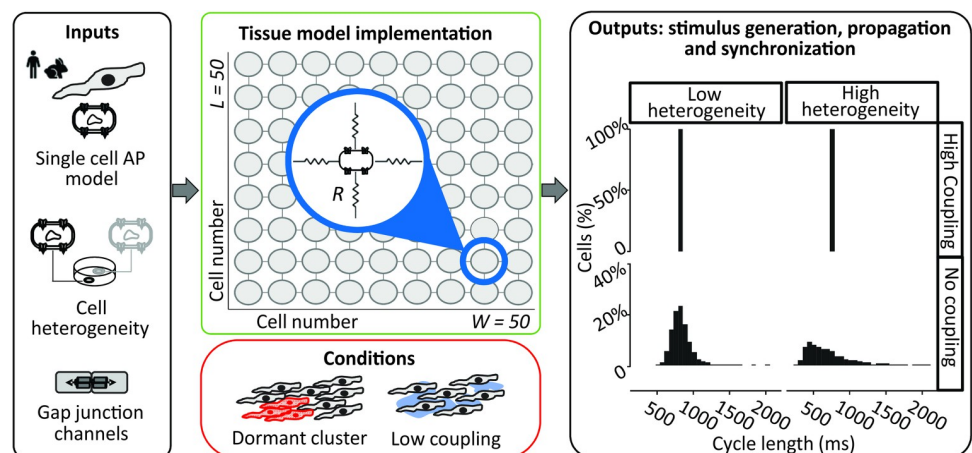 Inputs
Single cell AP
model
Cell
heterogeneity
Gap junction
channels
Tissue model implementation
L = 50
Cell number
R
Cell number
W = 50
Conditions
Dormant cluster
Low coupling
Outputs: stimulus generation, propagation
and synchronization
Low
heterogeneity
High
heterogeneity
High Coupling
No coupling
Cells (%)
100%
50%
0
40%
20%
0
500
1000
1500
2000
500
1000
1500
2000
Cycle length (ms)